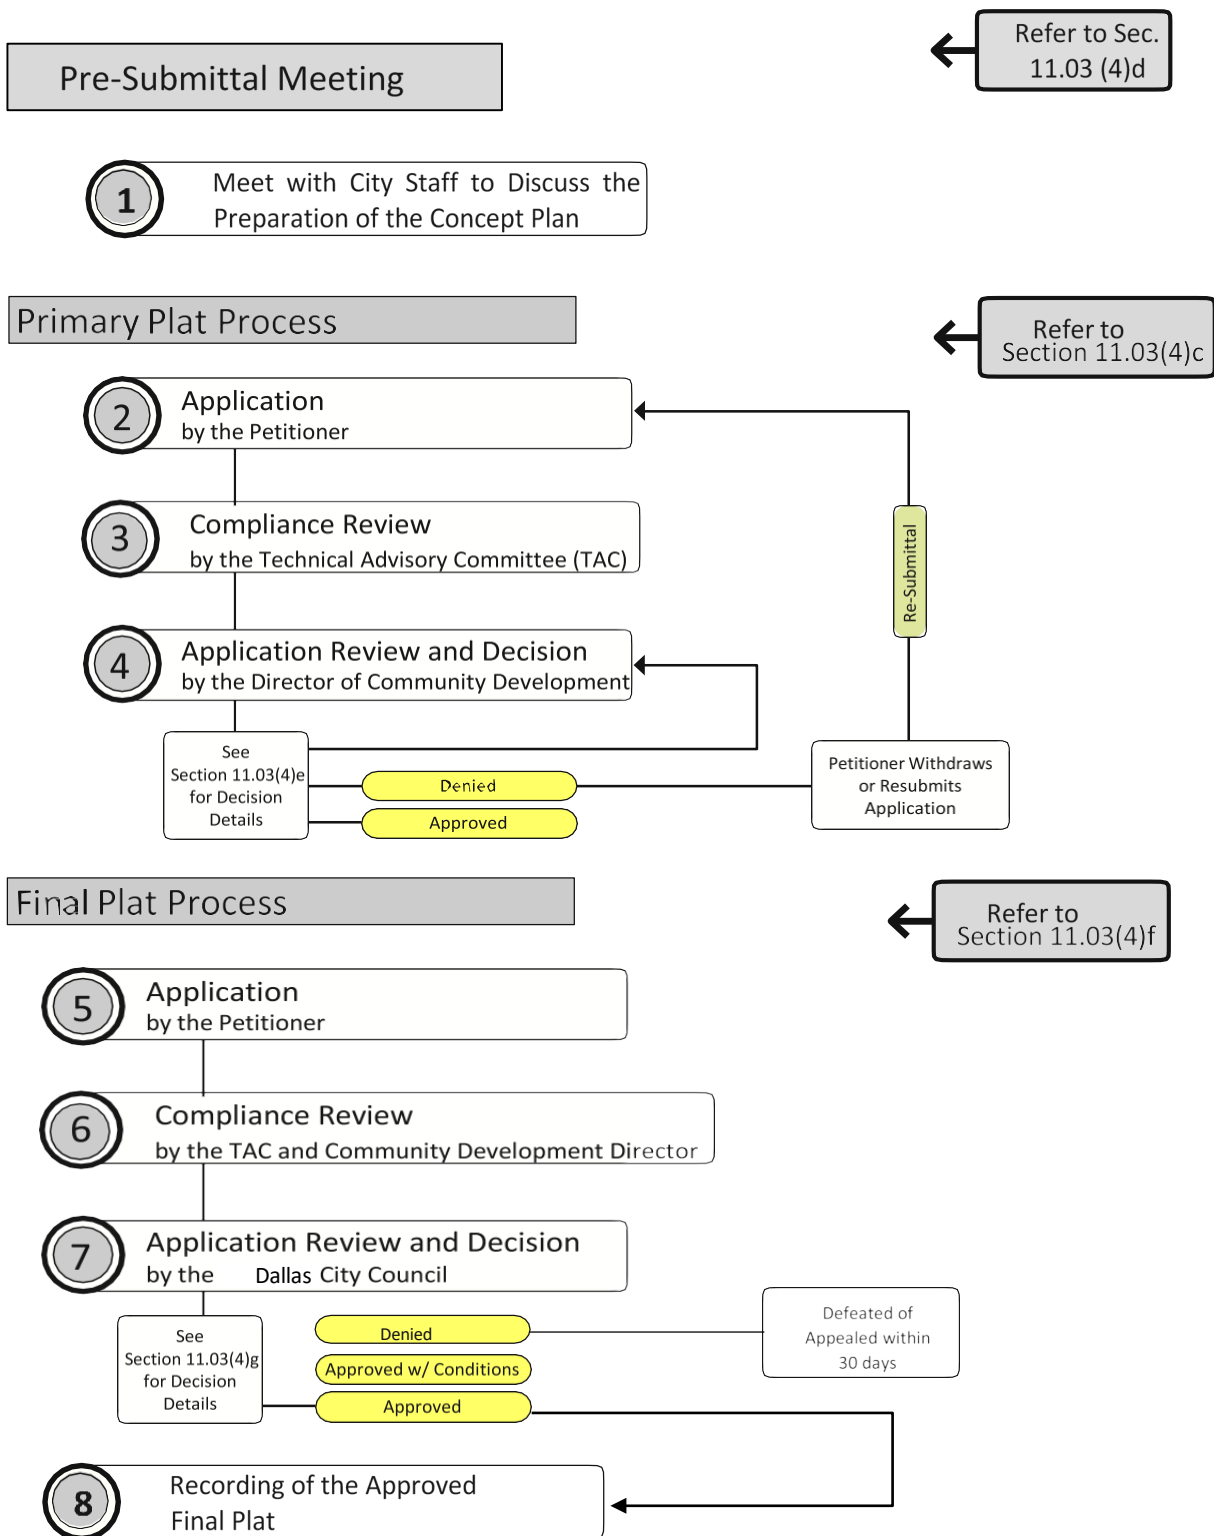 Refer to Sec.
11.03 (4)d
Pre-Submittal Meeting
1
Meet with City Staff to Discuss the
Preparation of the Concept Plan
Primary Plat Process
Refer to
Section 11.03(4)c
2
Application
by the Petitioner
3
Compliance Review
by the Technical Advisory Committee (TAC)
Re-Submittal
4
Application Review and Decision
by the Director of Community Development
See
Section 11.03(4)e
for Decision
Details
Denied
Approved
Petitioner Withdraws
or Resubmits
Application
Final Plat Process
Refer to
Section 11.03(4)f
5
Application
by the Petitioner
6
Compliance Review
by the TAC and Community Development Director
7
Application Review and Decision
by the Dallas City Council
See
Section 11.03(4)g
for Decision
Details
Denied
Approved w/ Conditions
Approved
Defeated of
Appealed within
30 days
8
Recording of the Approved
Final Plat